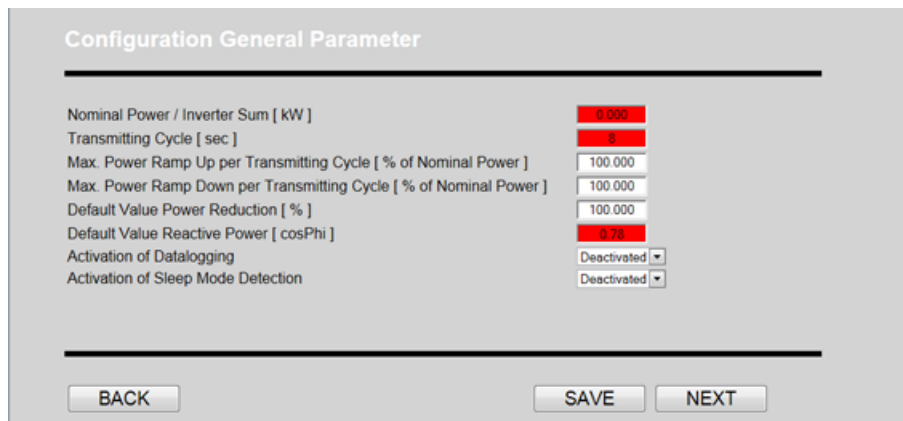 Configuration General Parameter
Nominal Power / Inverter Sum [ kW ] 0.000
Transmitting Cycle [ sec ] 8
Max. Power Ramp Up per Transmitting Cycle [ % of Nominal Power ] 100.000
Max. Power Ramp Down per Transmitting Cycle [ % of Nominal Power ] 100.000
Default Value Power Reduction [ % ] 100.000
Default Value Reactive Power [ cosPhi ] 0.78
Activation of Datalogging Deactivated
Activation of Sleep Mode Detection Deactivated
BACK SAVE NEXT